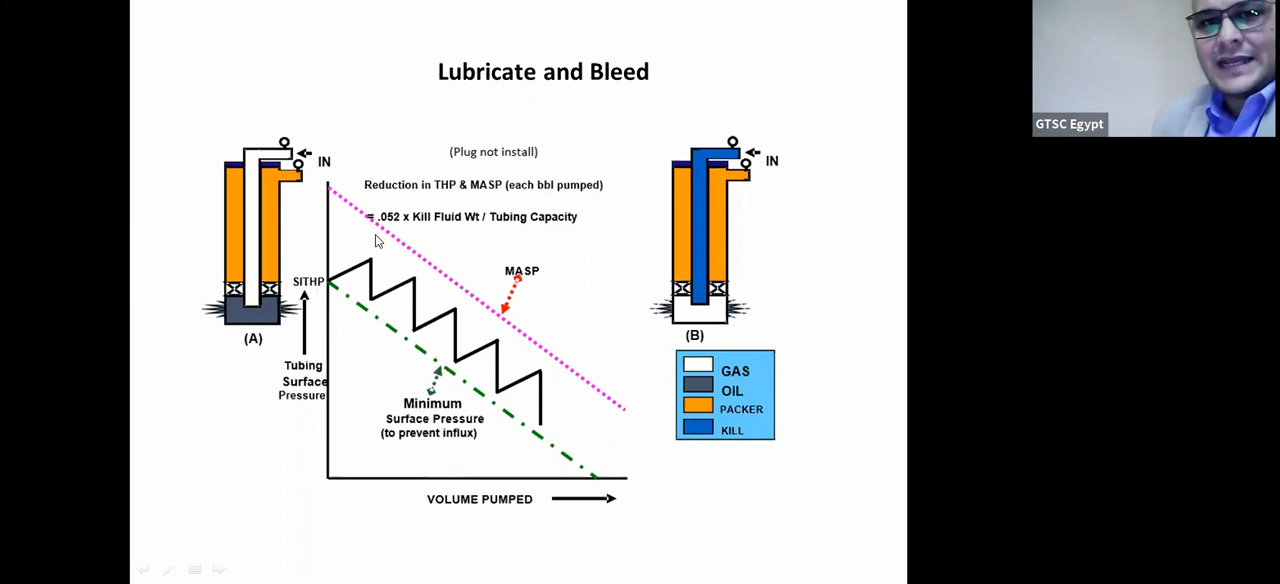 Lubricate and Bleed
GTSC Egypt
(Plug not install)
IN
IN
Reduction in THP & MASP (each bbl pumped)
= .052 x Kill Fluid Wt / Tubing Capacity
MASP
SITHP
(A)
(B)
Tubing
Surface
Pressure
Minimum
Surface Pressure
(to prevent influx)
GAS
OIL
PACKER
KILL
VOLUME PUMPED